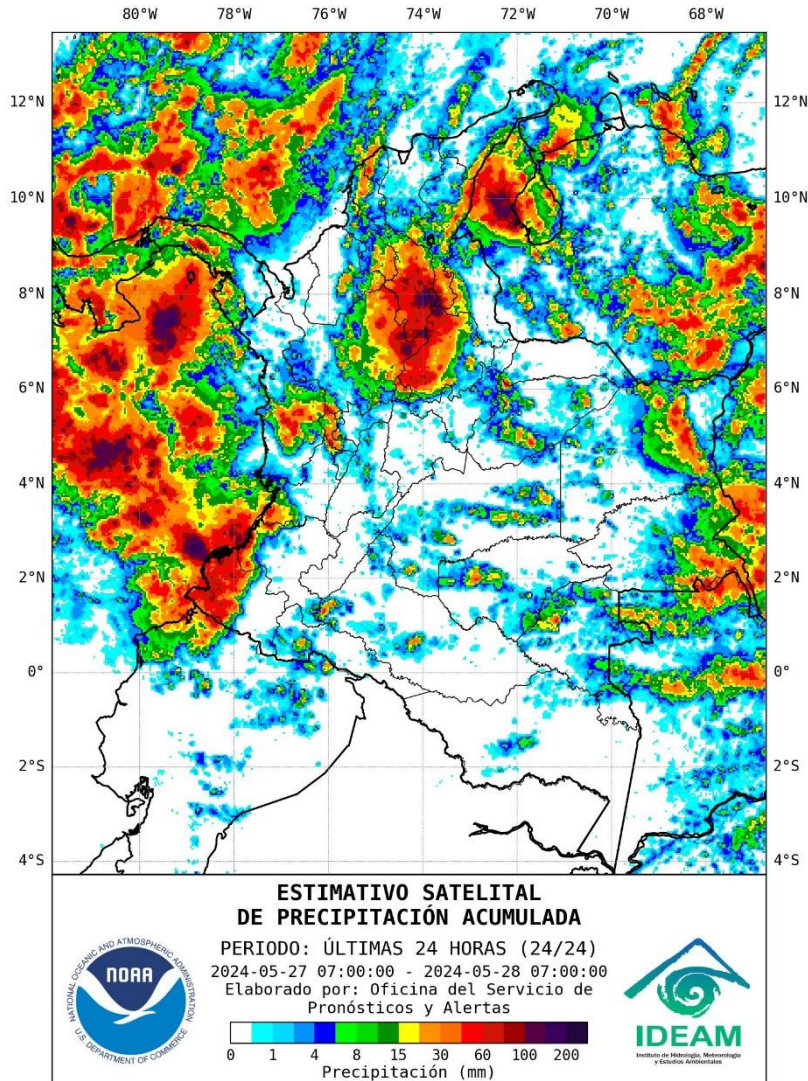 80°W 78°W 76°W 74°W 72°W 70°W 68°W
12°N 12°N
10°N 10°N
8°N 8°N
6°N 6°N
4°N 4°N
2°N 2°N
0° 0°
2°S 2°S
4°S 4°S
ESTIMATIVO SATELITAL
DE PRECIPITACIÓN ACUMULADA
PERIODO: ÚLTIMAS 24 HORAS (24/24)
2024-05-27 07:00:00 - 2024-05-28 07:00:00
Elaborado por: Oficina del Servicio de
Pronósticos y Alertas
0 1 4 8 15 30 60 100 200
Precipitación (mm)
NATIONAL OCEANIC AND ATMOSPHERIC ADMINISTRATION
NOAA
U.S. DEPARTMENT OF COMMERCE
IDEAM
Instituto de Hidrología, Meteorología
y Estudios Ambientales